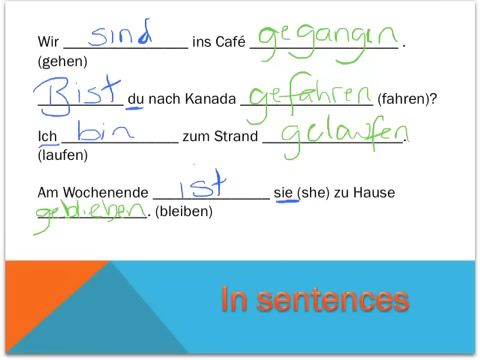 Wir sind ins Café gegangen .
(gehen)
Bist du nach Kanada gefahren (fahren)?
Ich bin zum Strand gelaufen.
(laufen)
Am Wochenende ist sie (she) zu Hause
geblieben. (bleiben)
In sentences